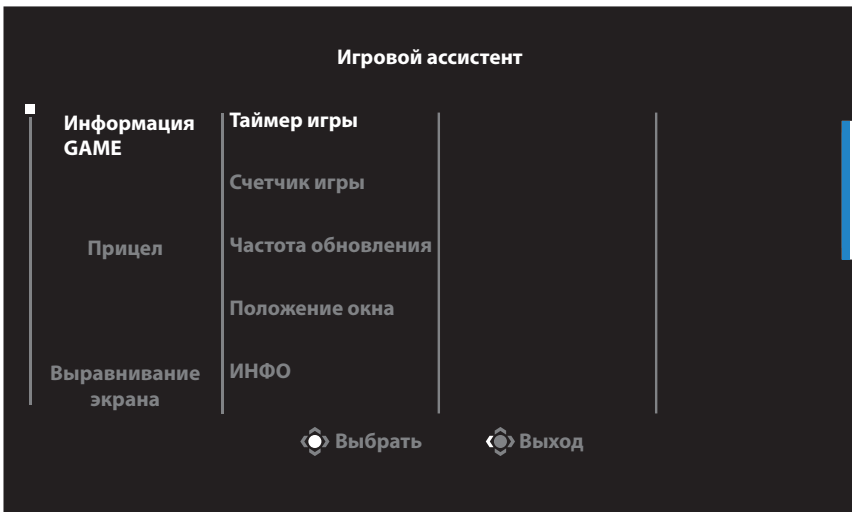 Игровой ассистент
Информация
GAME
Прицел
Выравнивание
экрана
Таймер игры
Счетчик игры
Частота обновления
Положение окна
ИНФО
Выбрать
Выход